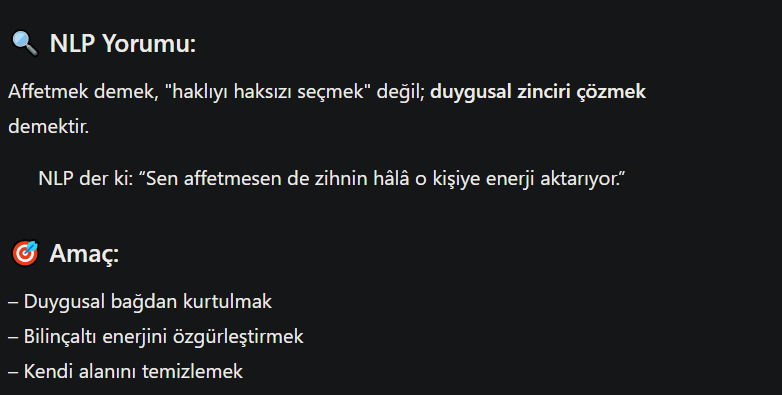 🔍 NLP Yorumu:
Affetmek demek, "haklıyı haksızı seçmek" değil; duygusal zinciri çözmek
demektir.
NLP der ki: “Sen affetmesen de zihnin hâlâ o kişiye enerji aktarıyor.”
🎯 Amaç:
– Duygusal bağdan kurtulmak
– Bilinçaltı enerjini özgürleştirmek
– Kendi alanını temizlemek